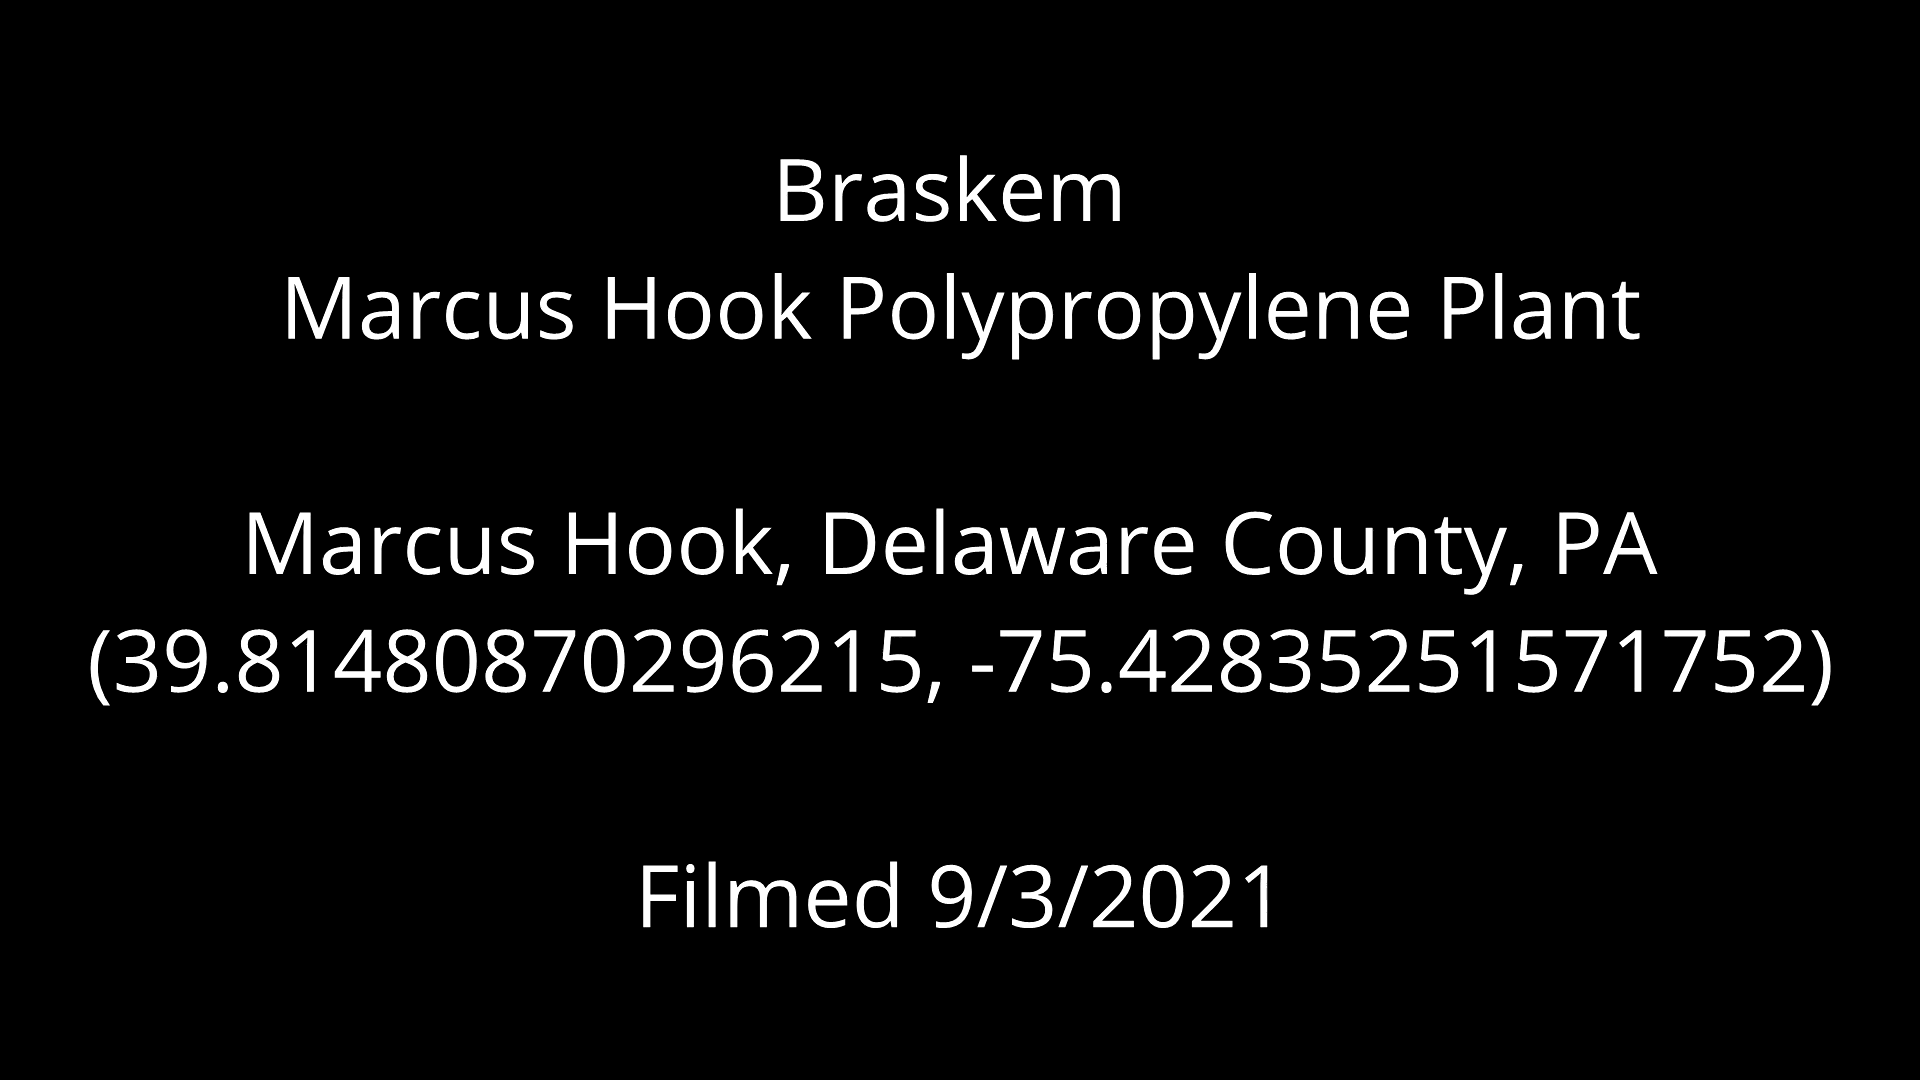 Braskem
Marcus Hook Polypropylene Plant
Marcus Hook, Delaware County, PA
(39.81480870296215, -75.42835251571752)
Filmed 9/3/2021